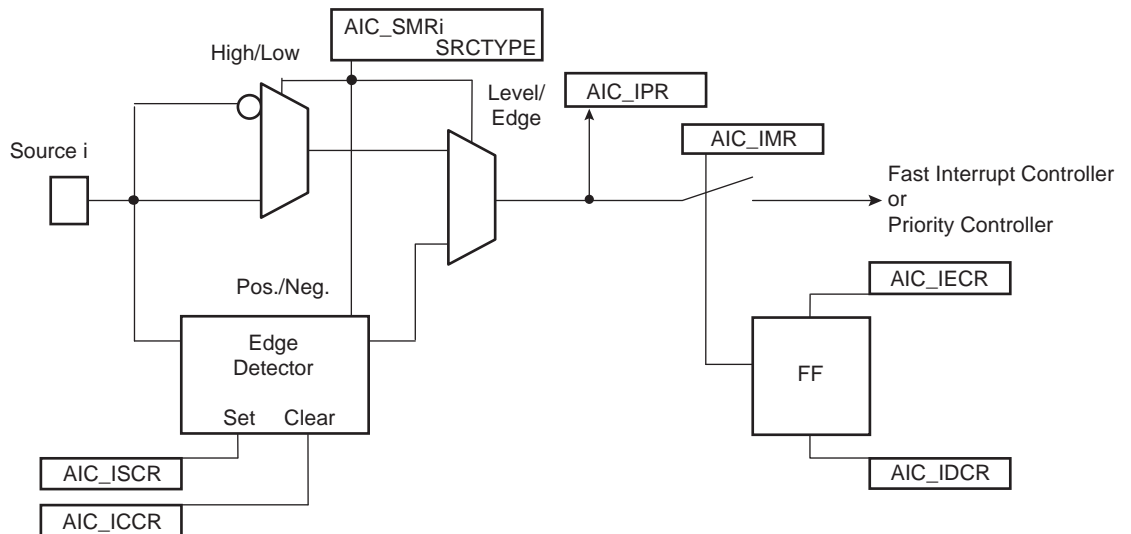 AIC_SMRi
SRCTYPE
High/Low
Level/
Edge
AIC_IPR
AIC_IMR
Source i
Fast Interrupt Controller
or
Priority Controller
Pos./Neg.
AIC_IECR
Edge
Detector
FF
Set Clear
AIC_ISCR
AIC_IDCR
AIC_ICCR